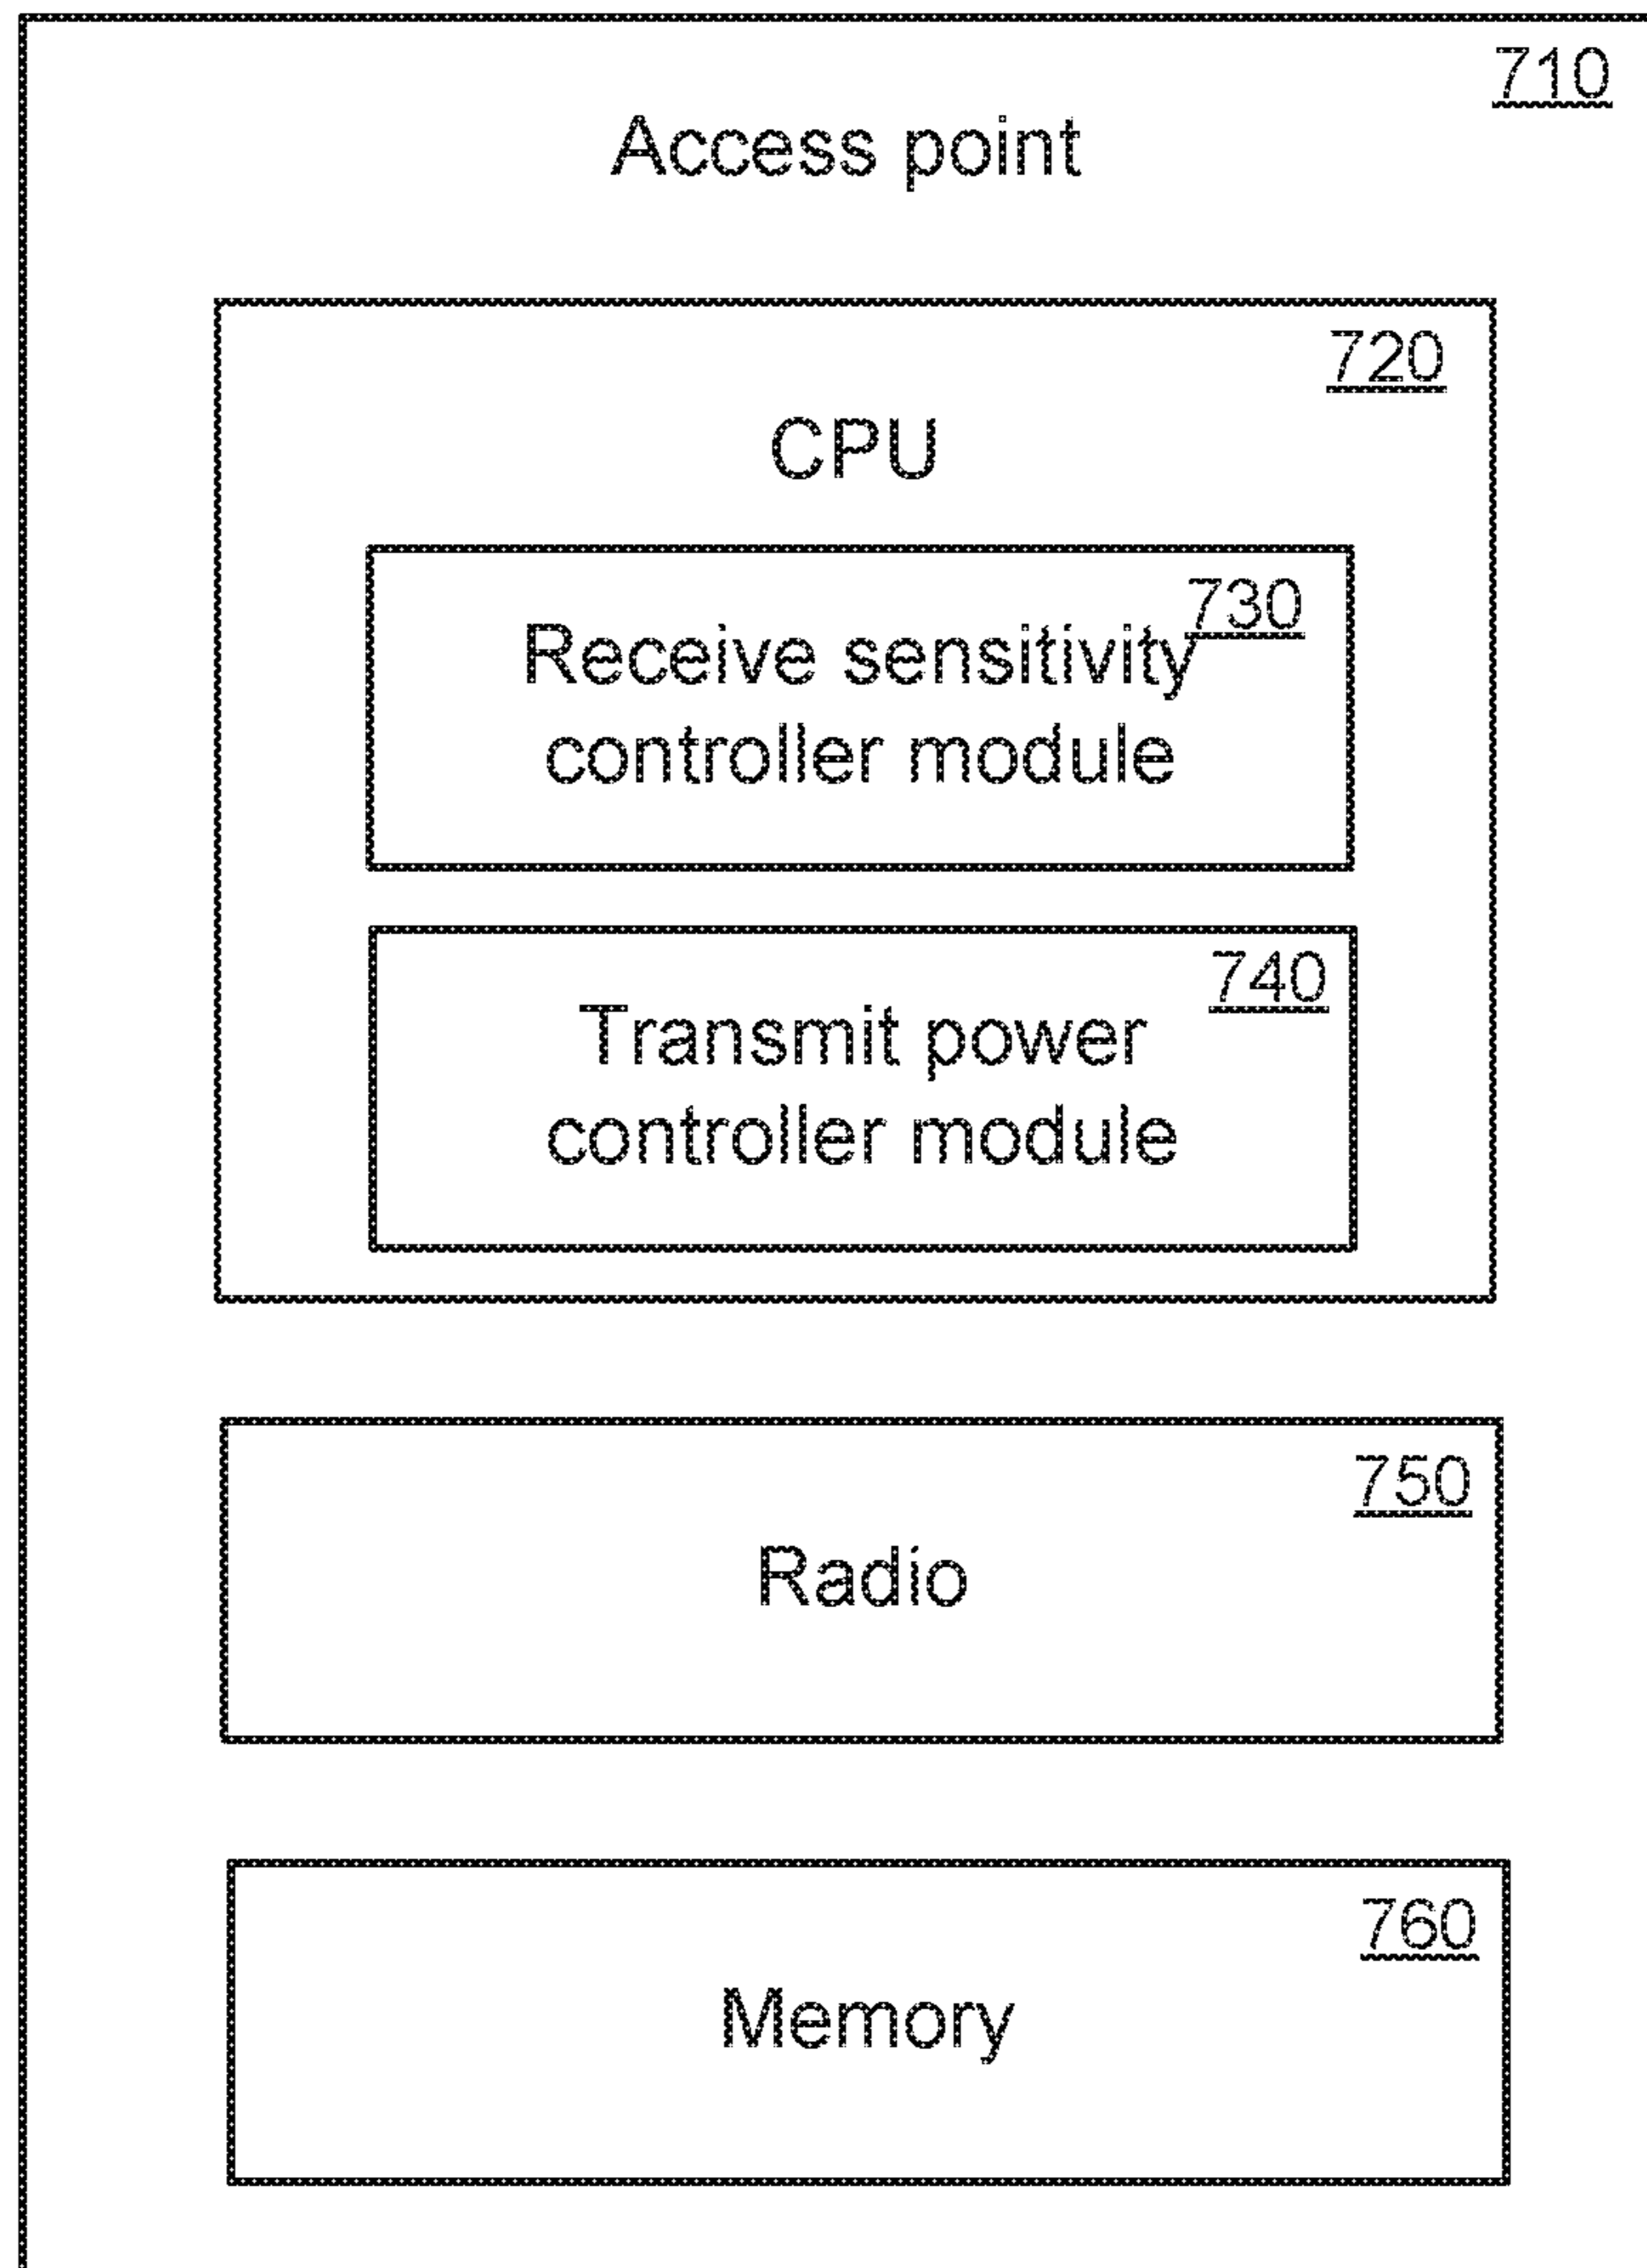 710
Access point
720
CPU
730
Receive sensitivity
controller module
740
Transmit power
controller module
750
Radio
760
Memory